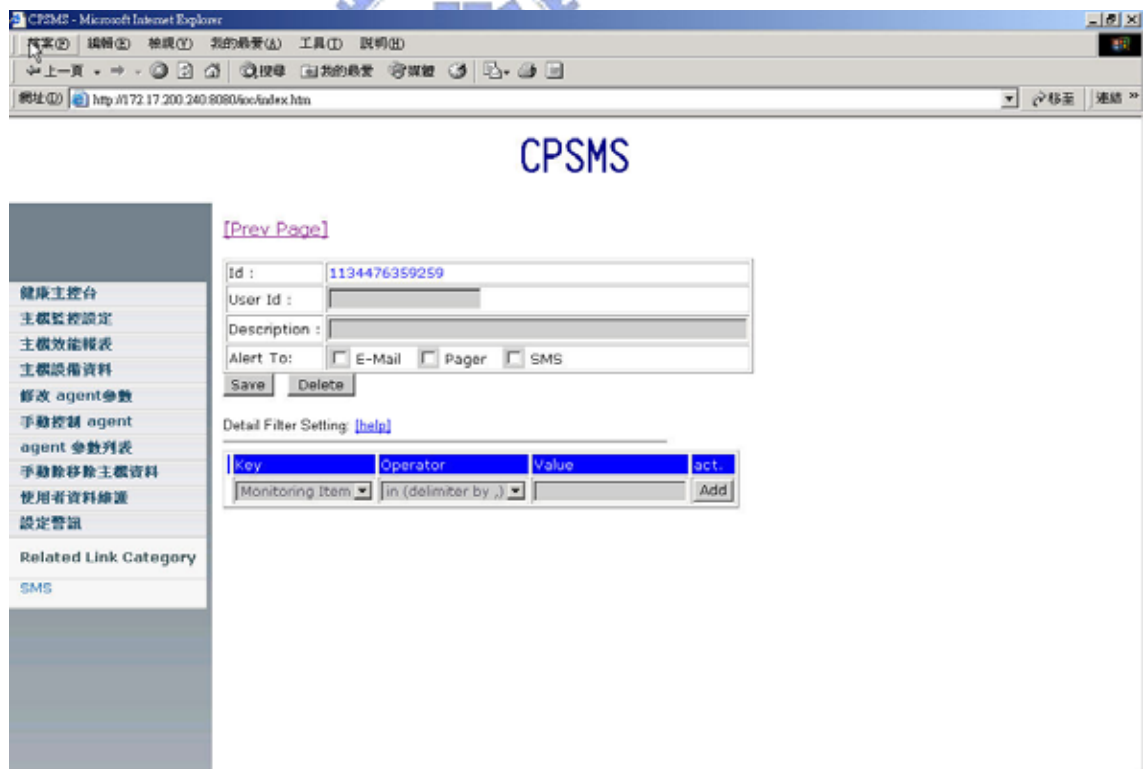 CPSMS - Microsoft Internet Explorer
檔案(F) 編輯(E) 檢視(V) 我的最愛(A) 工具(T) 說明(H)
上一頁 搜尋 我的最愛 媒體
網址(D) http://172.17.200.240:8080/ioc/index.htm 移至 連結 »
CPSMS
[Prev Page]
Id : 1134476359259
User Id :
Description :
Alert To: E-Mail Pager SMS
Save Delete
Detail Filter Setting: [help]
Key Operator Value act.
Monitoring Item in (delimiter by ,) Add
健康主控台
主機監控設定
主機效能報表
主機設備資料
修改 agent參數
手動控制 agent
agent 參數列表
手動除移除主機資料
使用者資料維護
設定警訊
Related Link Category
SMS